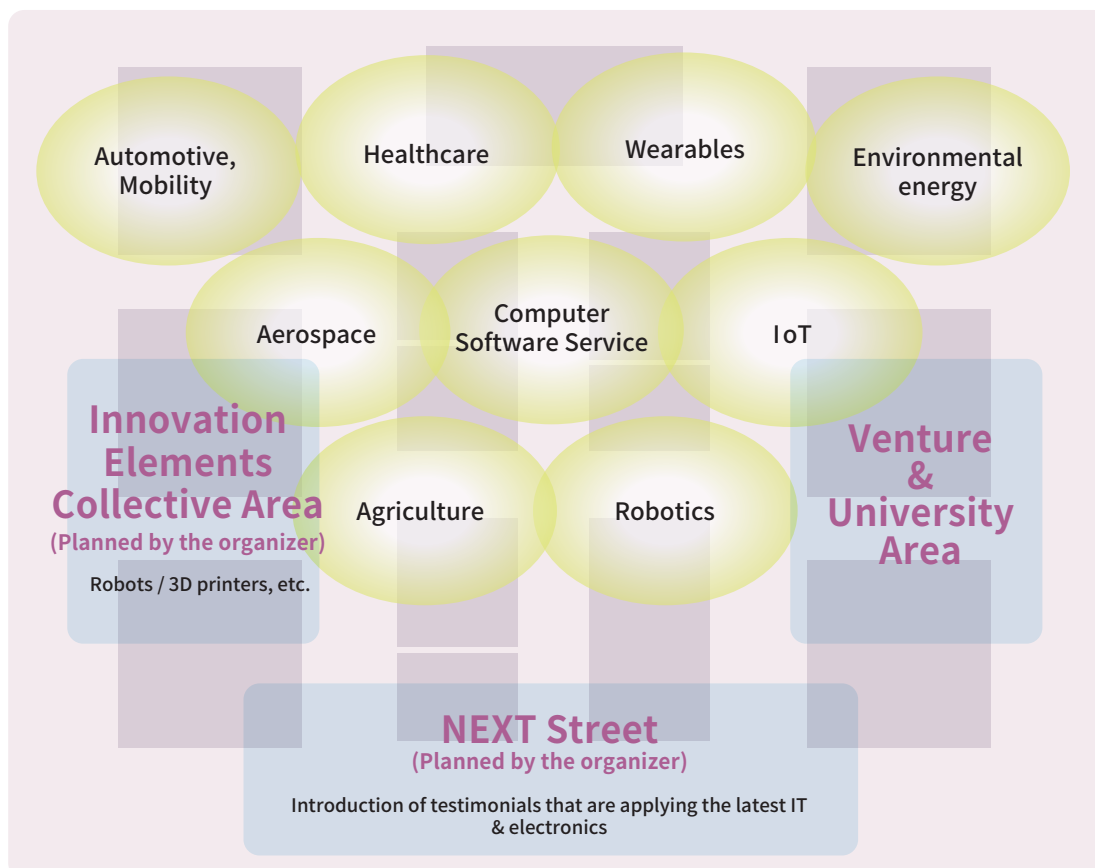 Automotive,
Mobility
Healthcare
Wearables
Environmental
energy
Aerospace
Computer
Software Service
IoT
Innovation
Elements
Collective Area
(Planned by the organizer)
Robots / 3D printers, etc.
Agriculture
Robotics
Venture
&
University
Area
NEXT Street
(Planned by the organizer)
Introduction of testimonials that are applying the latest IT
& electronics